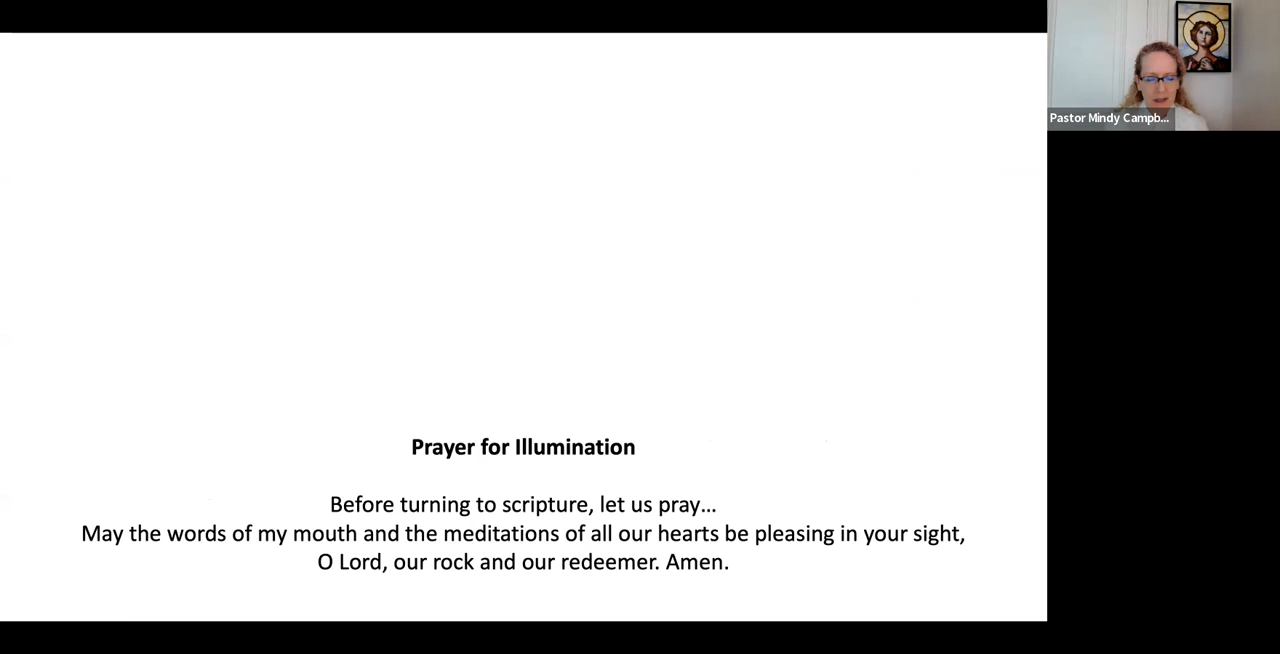 Pastor Mindy Campb...
Prayer for Illumination
Before turning to scripture, let us pray...
May the words of my mouth and the meditations of all our hearts be pleasing in your sight,
O Lord, our rock and our redeemer. Amen.